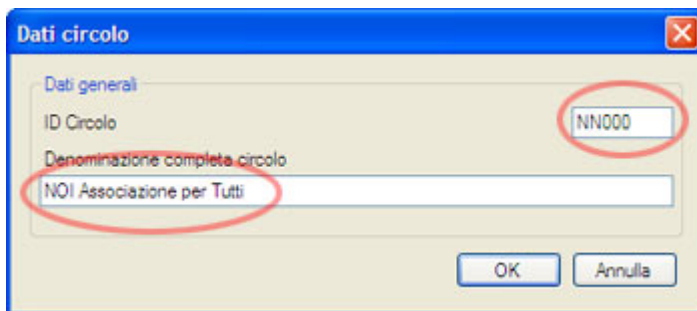 Dati circolo
Dati generali
ID Circolo
NN000
Denominazione completa circolo
NOI Associazione per Tutti
OK
Annulla